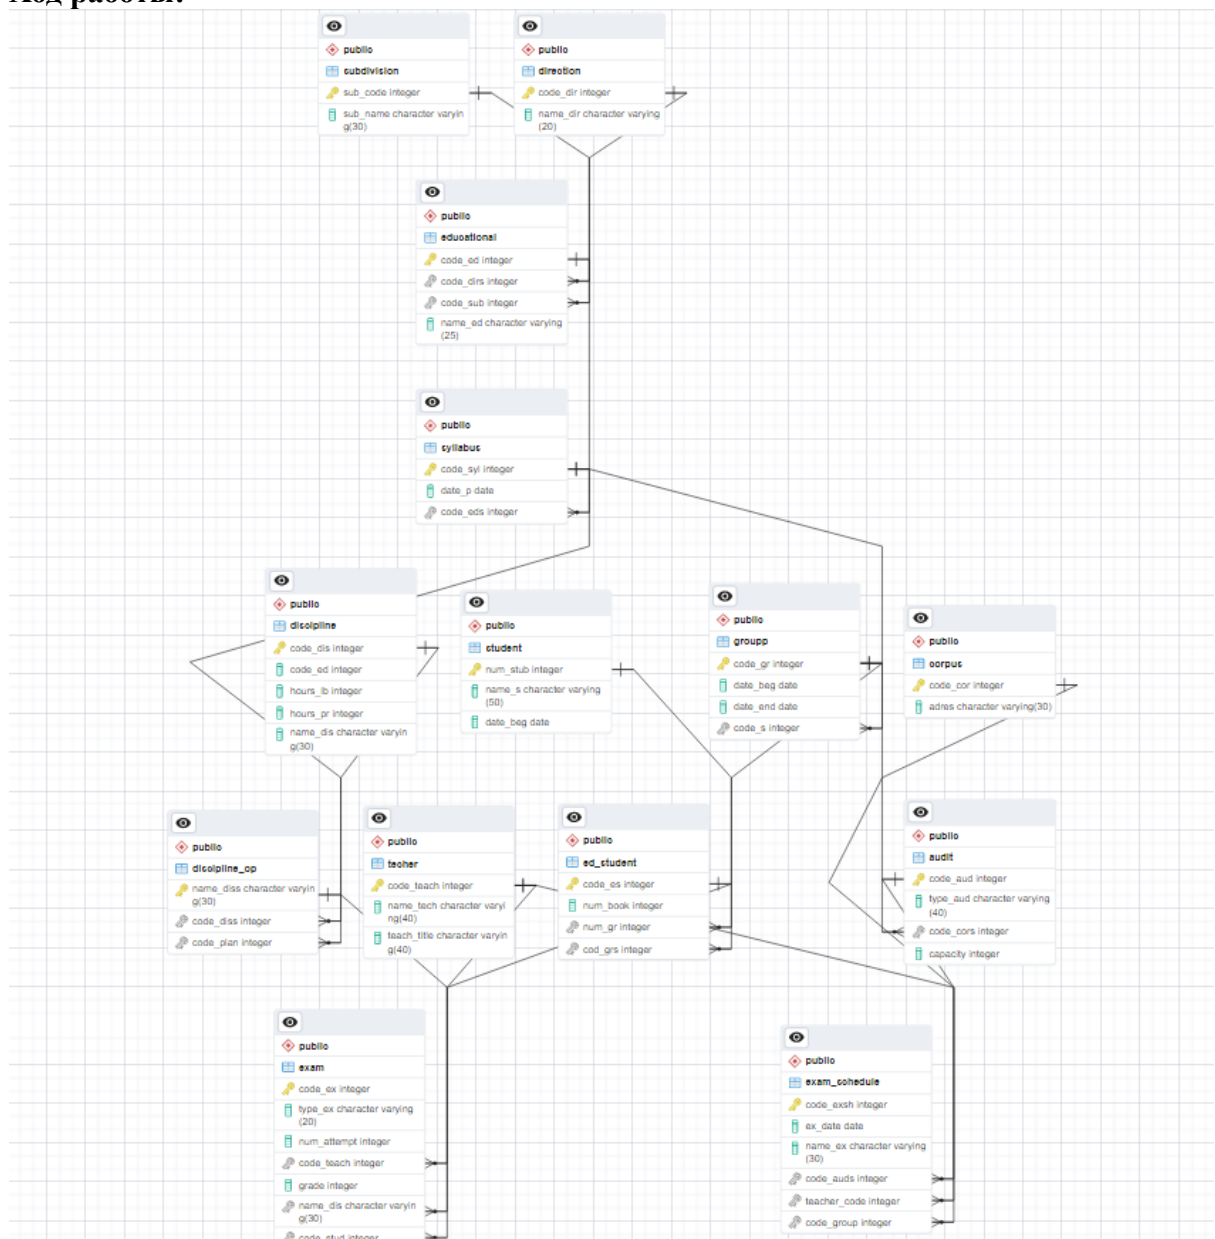 Ход работы:
public
subdivision
sub_code integer
sub_name character varyin
g(30)
public
direction
code_dir integer
name_dir character varying
(20)
public
educational
code_ed integer
code_dirs integer
code_sub integer
name_ed character varying
(25)
public
syllabus
code_syl integer
date_p date
code_eds integer
public
discipline
code_dis integer
code_ed integer
hours_lb integer
hours_pr integer
name_dis character varyin
g(30)
public
student
num_stub integer
name_s character varying
(50)
date_beg date
public
groupp
code_gr integer
date_beg date
date_end date
code_s integer
public
corpus
code_cor integer
adres character varying(30)
public
discipline_op
name_diss character varyin
g(30)
code_diss integer
code_plan integer
public
techer
code_teach integer
name_tech character varyi
ng(40)
teach_title character varyin
g(40)
public
ed_student
code_es integer
num_book integer
num_gr integer
cod_grs integer
public
audit
code_aud integer
type_aud character varying
(40)
code_cors integer
capacity integer
public
exam
code_ex integer
type_ex character varying
(20)
num_attempt integer
code_teach integer
grade integer
name_dis character varyin
g(30)
code_stud integer
public
exam_schedule
code_exsh integer
ex_date date
name_ex character varying
(30)
code_auds integer
teacher_code integer
code_group integer